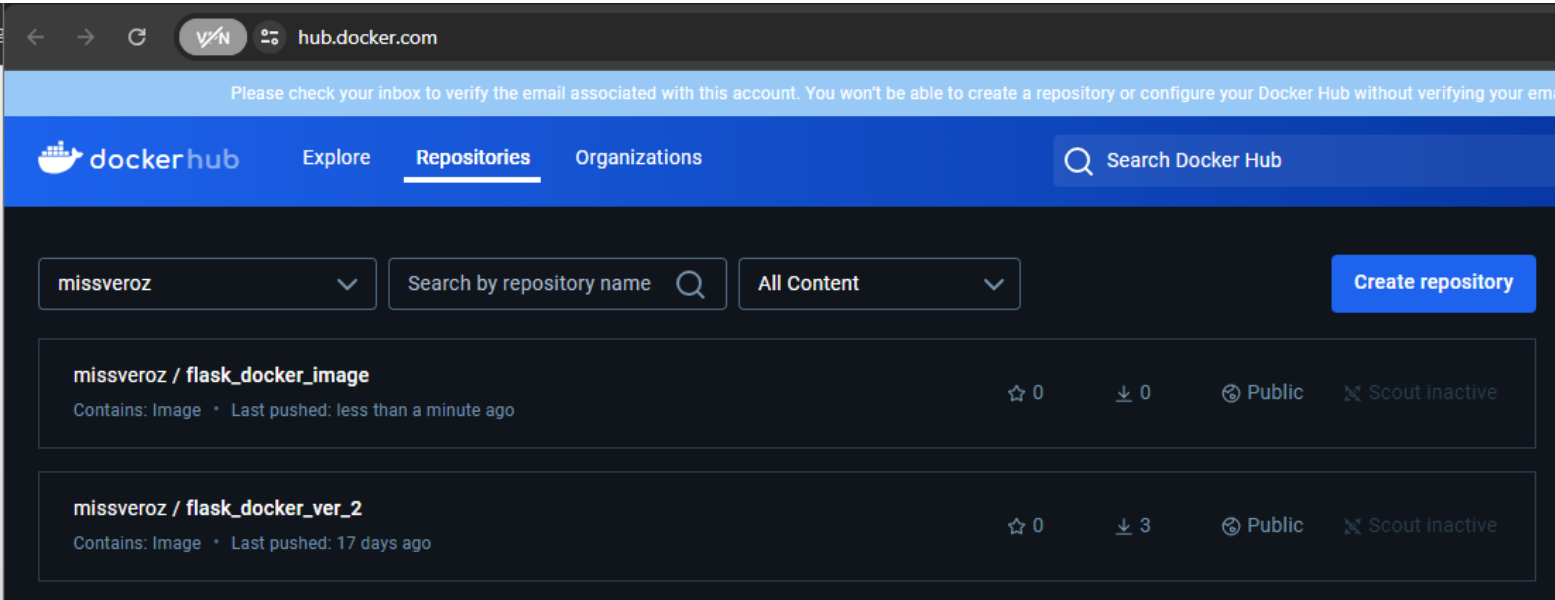 VPN hub.docker.com
Please check your inbox to verify the email associated with this account. You won't be able to create a repository or configure your Docker Hub without verifying your em
dockerhub Explore Repositories Organizations Search Docker Hub
missveroz Search by repository name All Content Create repository
missveroz / flask_docker_image
Contains: Image • Last pushed: less than a minute ago
0 0 Public Scout inactive
missveroz / flask_docker_ver_2
Contains: Image • Last pushed: 17 days ago
0 3 Public Scout inactive